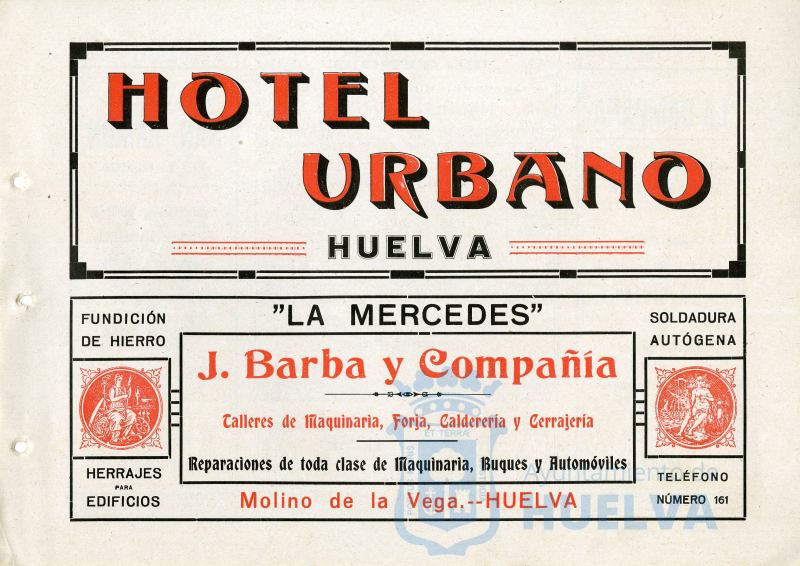 HOTEL
URBANO
HUELVA
"LA MERCEDES"
FUNDICIÓN
DE HIERRO
SOLDADURA
AUTÓGENA
J. Barba y Compañía
Talleres de Maquinaria, Forja, Calderería y Cerrajería
Reparaciones de toda clase de Maquinaria, Buques y Automóviles
HERRAJES
PARA
EDIFICIOS
TELÉFONO
NÚMERO 161
Molino de la Vega.--HUELVA
ET TERRÆ
Ayuntamiento de
HUELVA